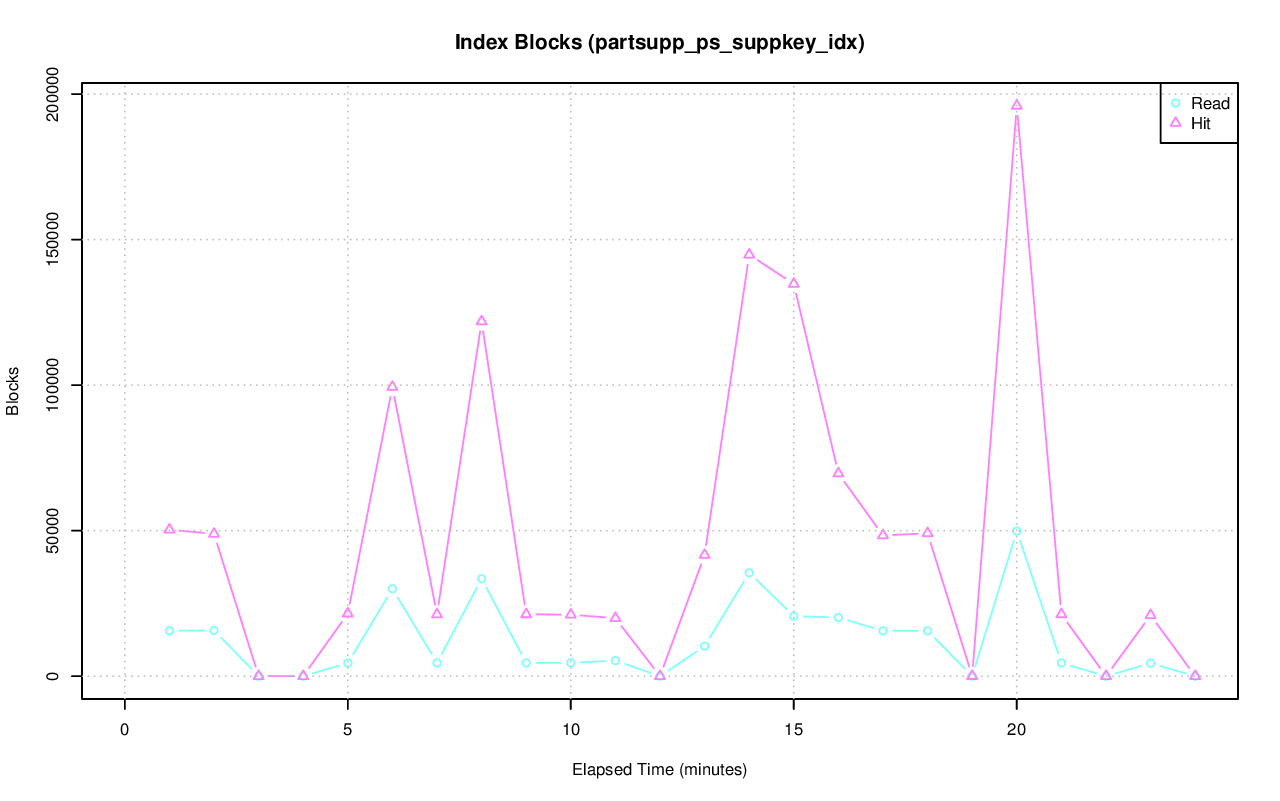 Index Blocks (partsupp_ps_suppkey_idx)
Read
Hit
Blocks
200000
150000
100000
50000
0
0 5 10 15 20
Elapsed Time (minutes)